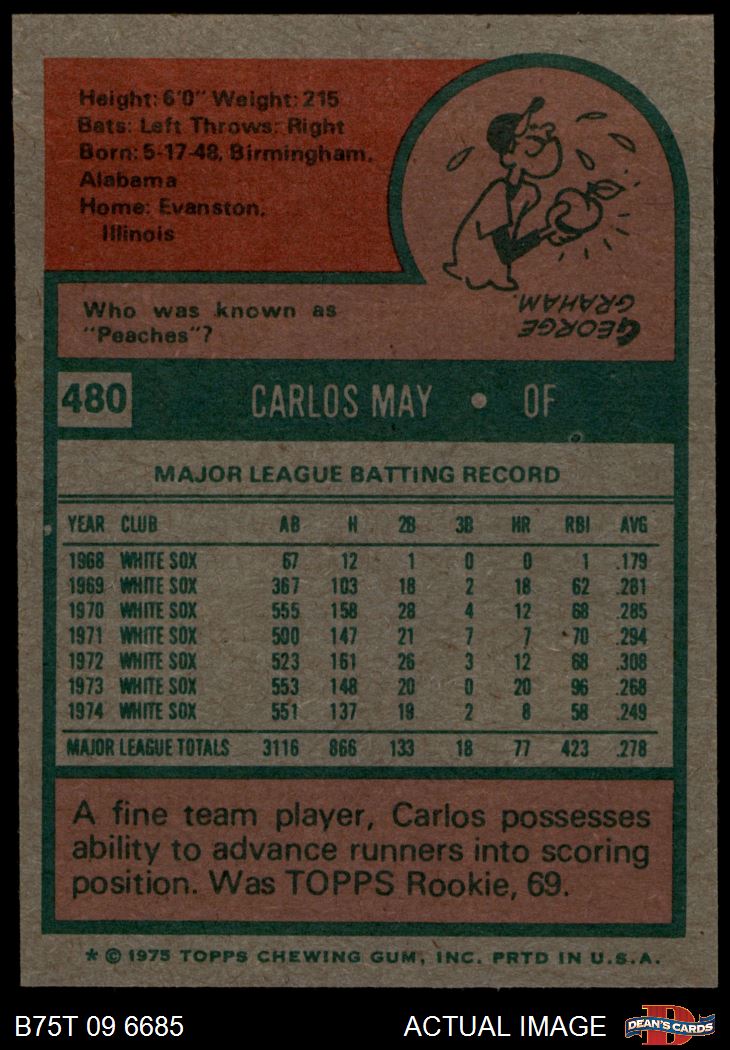 Height: 6'0" Weight: 215
Bats: Left Throws: Right
Born: 5-17-48, Birmingham,
Alabama
Home: Evanston,
Illinois
Who was known as
"Peaches"?
GEORGE
GRAHAM.
480 CARLOS MAY • OF
MAJOR LEAGUE BATTING RECORD
YEAR CLUB AB H 2B 3B HR RBI AVG
1968 WHITE SOX 67 12 1 0 0 1 .179
1969 WHITE SOX 367 103 18 2 18 62 .281
1970 WHITE SOX 555 158 28 4 12 68 .285
1971 WHITE SOX 500 147 21 7 7 70 .294
1972 WHITE SOX 523 161 26 3 12 68 .308
1973 WHITE SOX 553 148 20 0 20 96 .268
1974 WHITE SOX 551 137 19 2 8 58 .249
MAJOR LEAGUE TOTALS 3116 866 133 18 77 423 .278
A fine team player, Carlos possesses
ability to advance runners into scoring
position. Was TOPPS Rookie, 69.
* © 1975 TOPPS CHEWING GUM, INC. PRTD IN U.S.A.
B75T 09 6685 ACTUAL IMAGE D DEAN'S CARDS